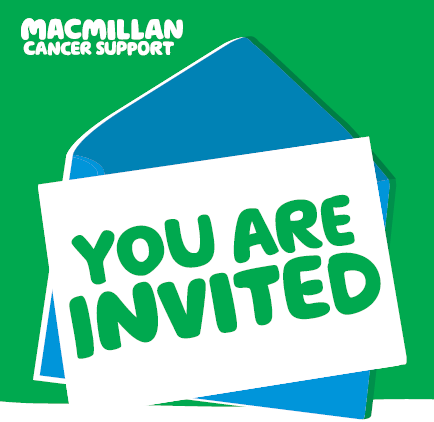 MACMILLAN
CANCER SUPPORT
YOU ARE
INVITED